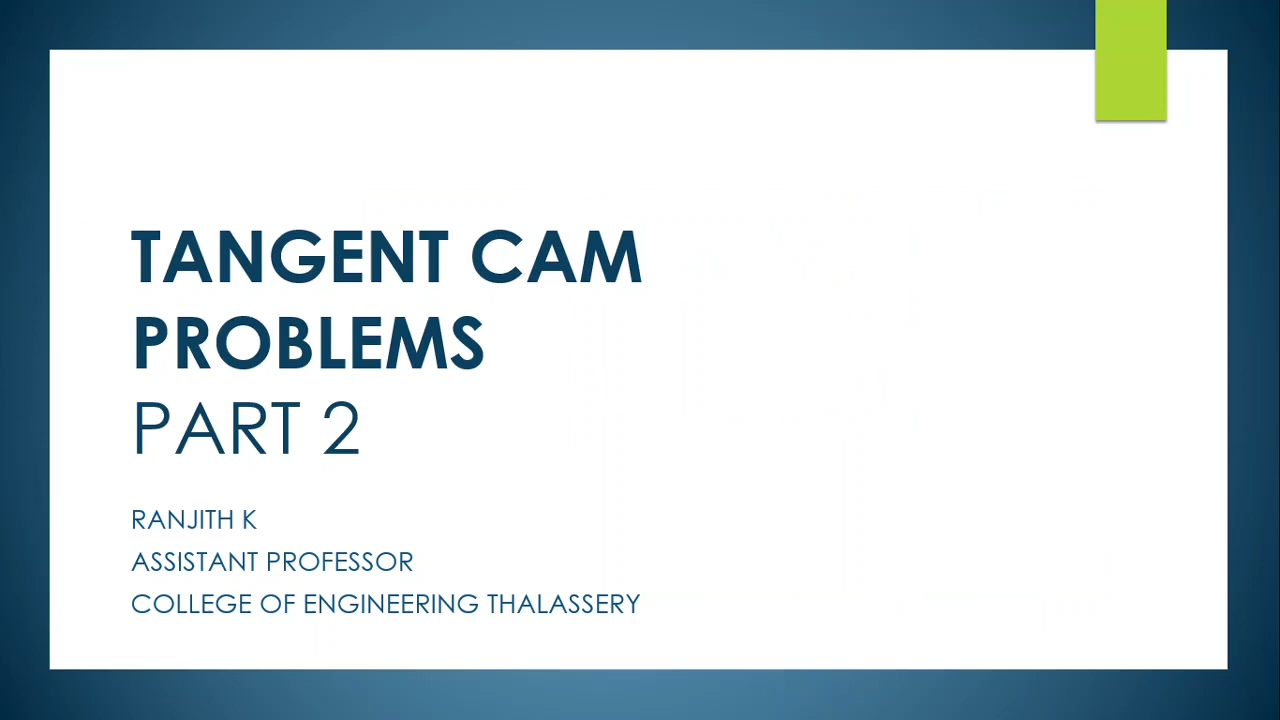 TANGENT CAM
PROBLEMS
PART 2
RANJITH K
ASSISTANT PROFESSOR
COLLEGE OF ENGINEERING THALASSERY